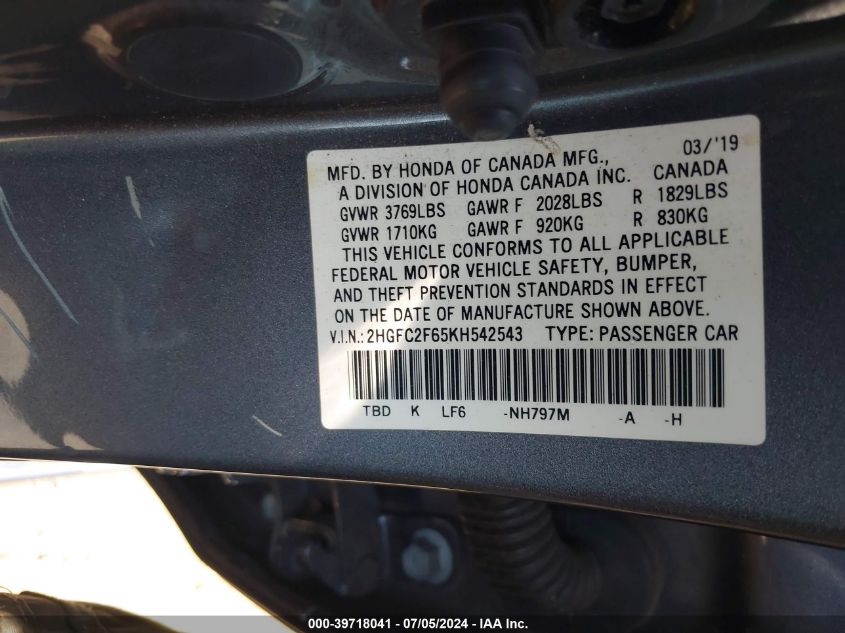 03/'19
MFD. BY HONDA OF CANADA MFG.,
A DIVISION OF HONDA CANADA INC. CANADA
GVWR 3769LBS GAWR F 2028LBS R 1829LBS
GVWR 1710KG GAWR F 920KG R 830KG
THIS VEHICLE CONFORMS TO ALL APPLICABLE
FEDERAL MOTOR VEHICLE SAFETY, BUMPER,
AND THEFT PREVENTION STANDARDS IN EFFECT
ON THE DATE OF MANUFACTURE SHOWN ABOVE.
V.I.N.: 2HGFC2F65KH542543 TYPE: PASSENGER CAR
TBD K LF6 -NH797M -A -H
000-39718041 / 07/05/2024 - IAA Inc.